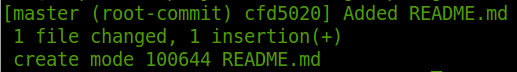 [master (root-commit) cfd5020] Added README.md
1 file changed, 1 insertion(+)
create mode 100644 README.md